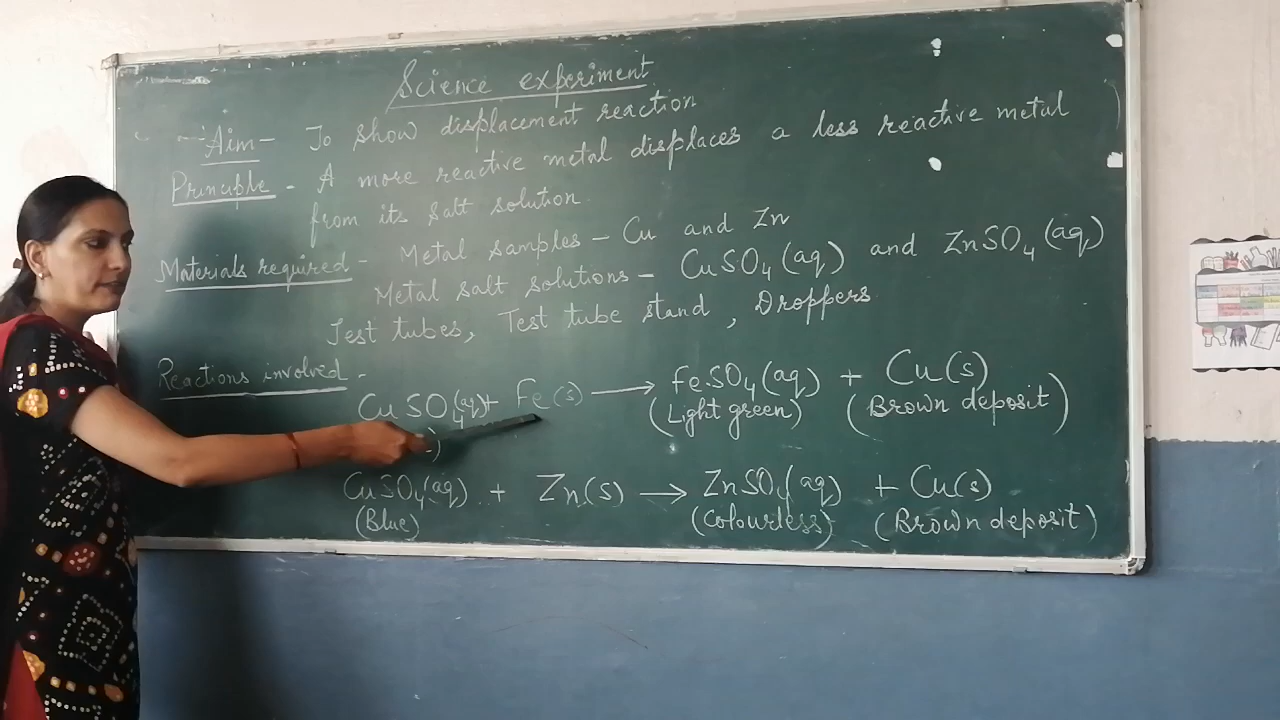 Science experiment
Aim - To show displacement reaction
Principle - A more reactive metal displaces a less reactive metal
from its salt solution.
Materials required - Metal samples - Cu and Zn
Metal salt solutions - CuSO4(aq) and ZnSO4(aq)
Test tubes, Test tube stand, Droppers
Reactions involved -
CuSO4(aq) + Fe(s) → FeSO4(aq) + Cu(s)
(Light green) (Brown deposit)
CuSO4(aq) + Zn(s) → ZnSO4(aq) + Cu(s)
(Blue) (Colourless) (Brown deposit)